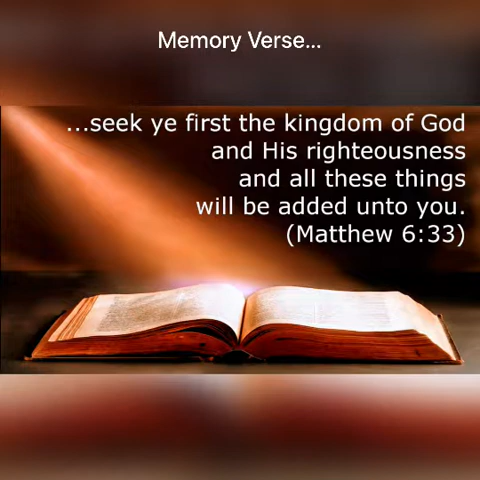 Memory Verse...
...seek ye first the kingdom of God
and His righteousness
and all these things
will be added unto you.
(Matthew 6:33)